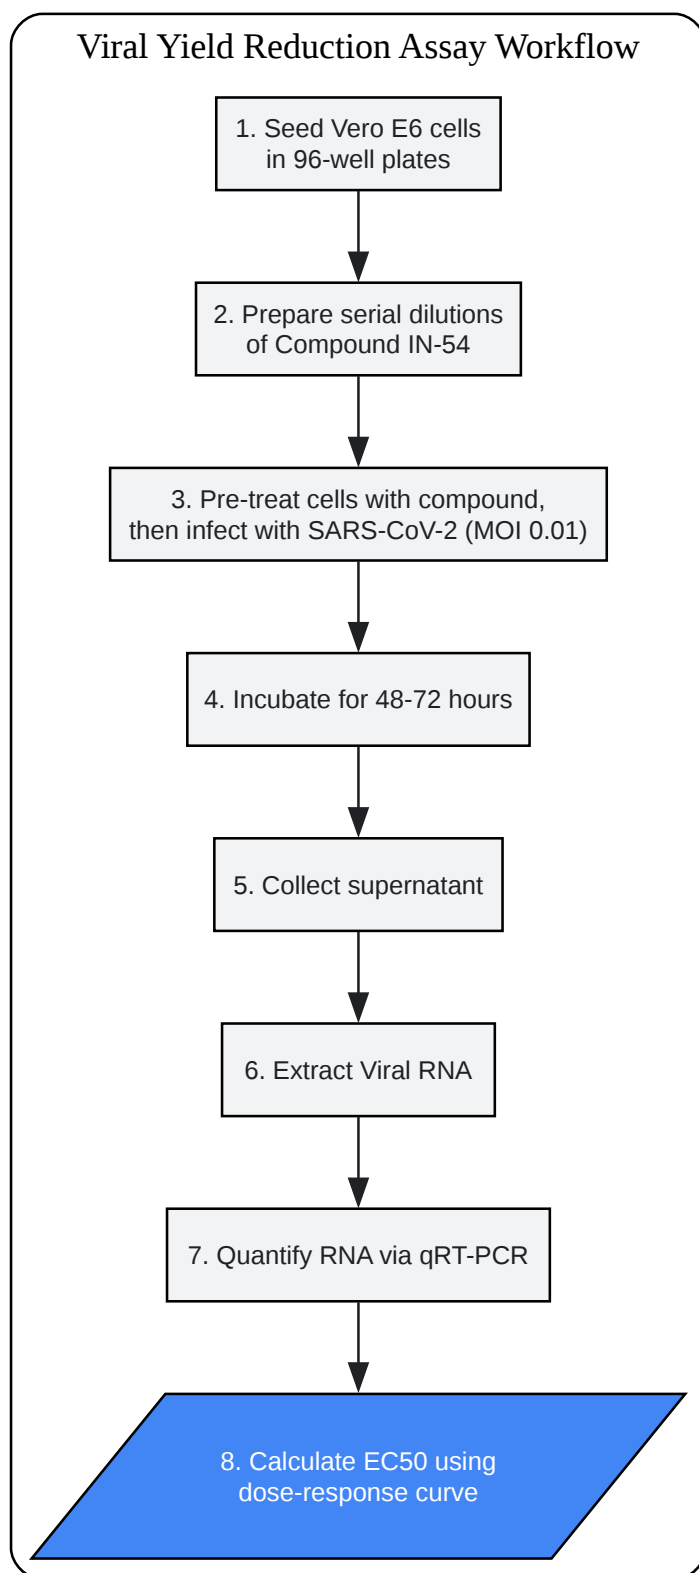 Viral Yield Reduction Assay Workflow
1. Seed Vero E6 cells
in 96-well plates
2. Prepare serial dilutions
of Compound IN-54
3. Pre-treat cells with compound,
then infect with SARS-CoV-2 (MOI 0.01)
4. Incubate for 48-72 hours
5. Collect supernatant
6. Extract Viral RNA
7. Quantify RNA via qRT-PCR
8. Calculate EC50 using
dose-response curve